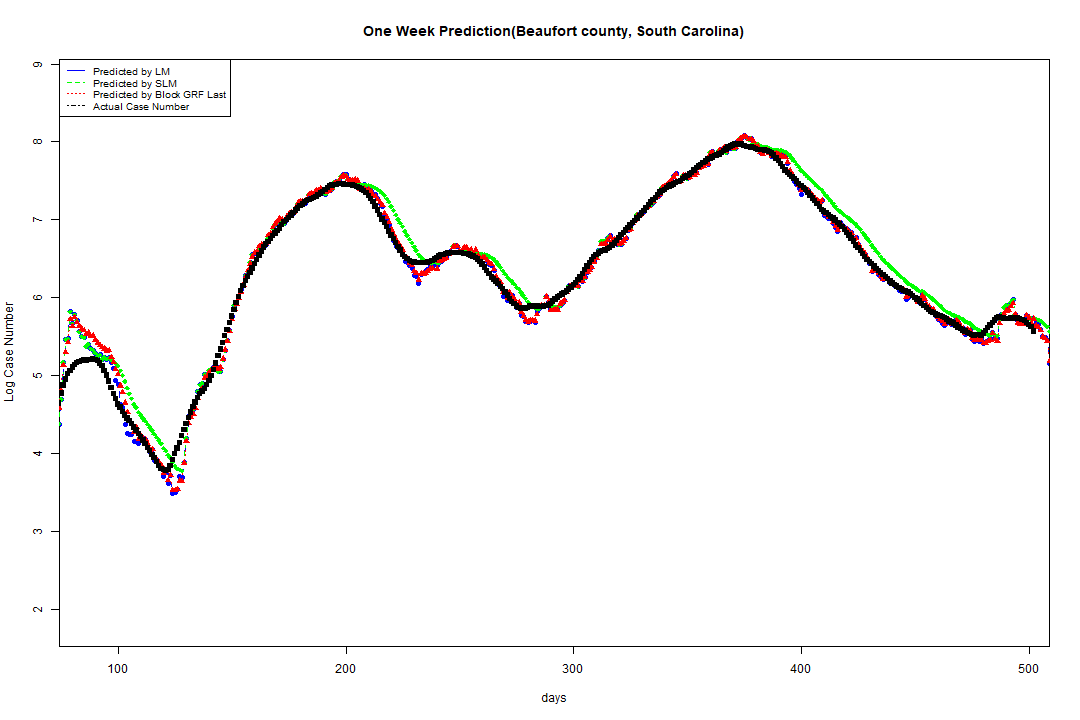 One Week Prediction(Beaufort county, South Carolina)
Predicted by LM
Predicted by SLM
Predicted by Block GRF Last
Actual Case Number
9
8
7
6
5
4
3
2
Log Case Number
100 200 300 400 500
days